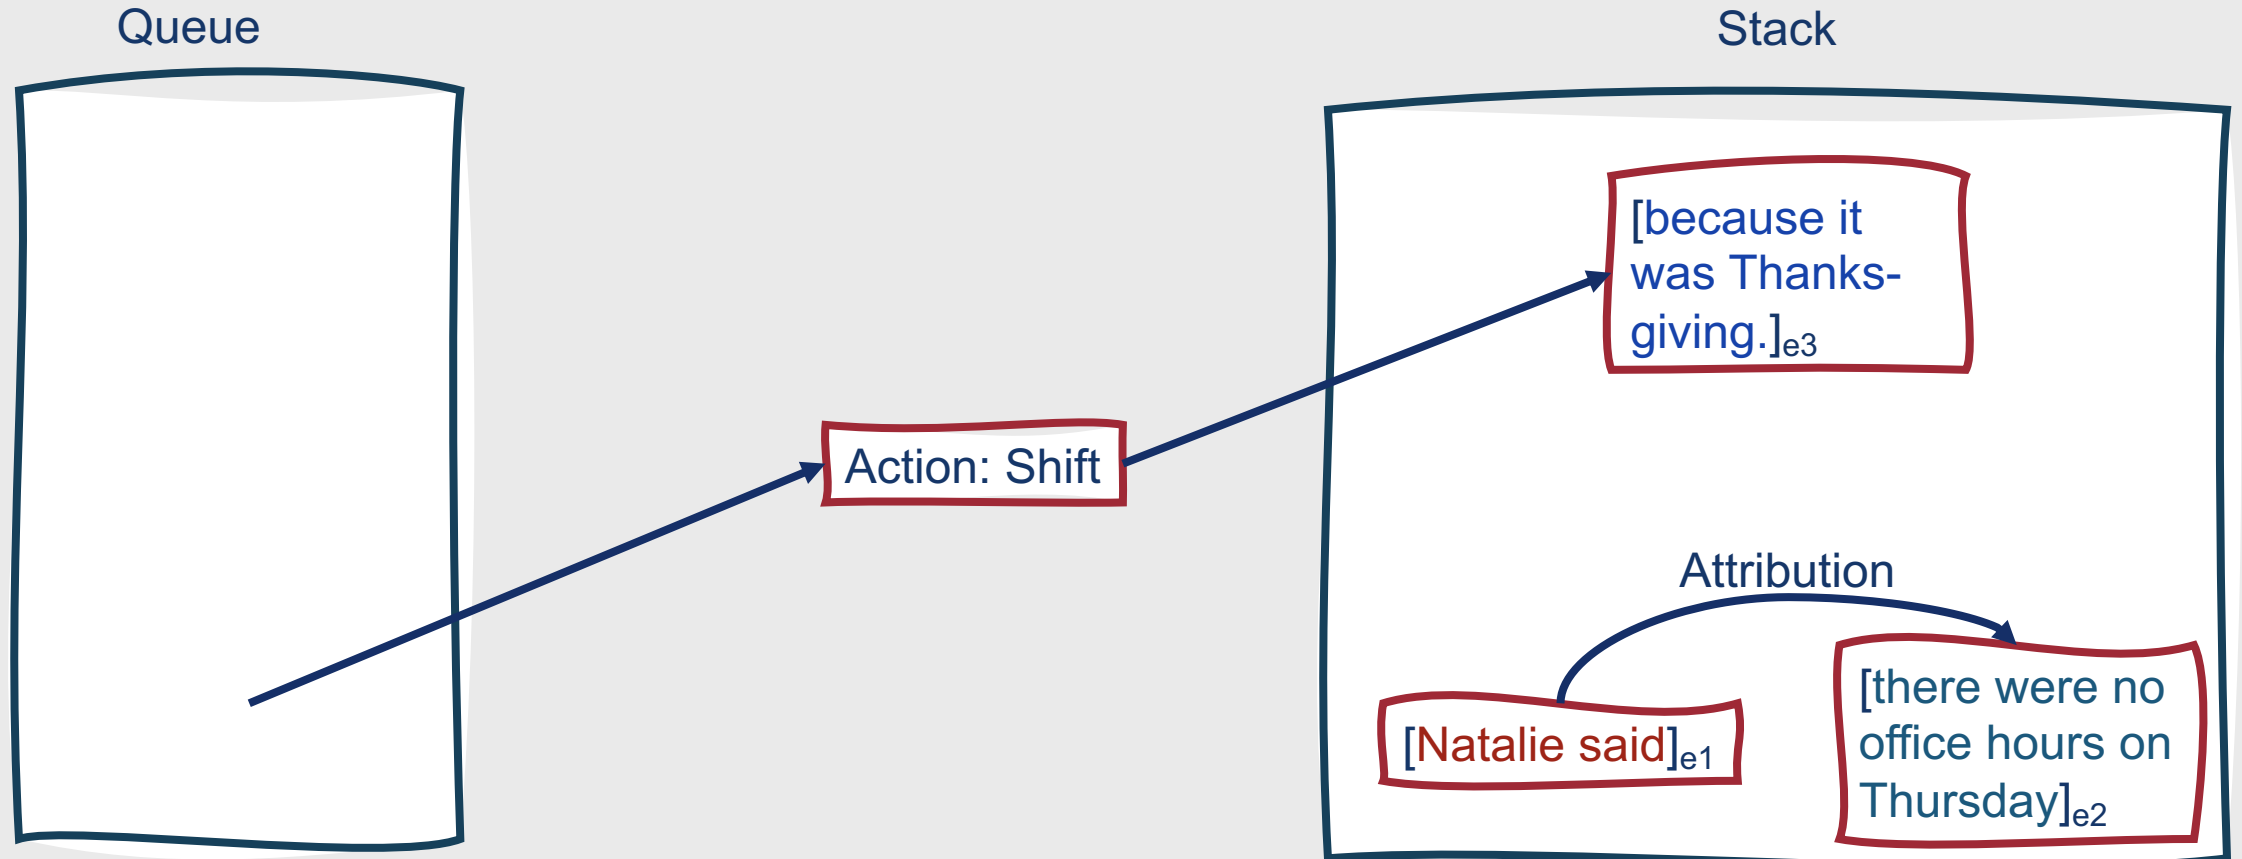 Queue
Stack
[because it
was Thanks-
giving.]e3
Action: Shift
Attribution
[Natalie said]e1
[there were no
office hours on
Thursday]e2